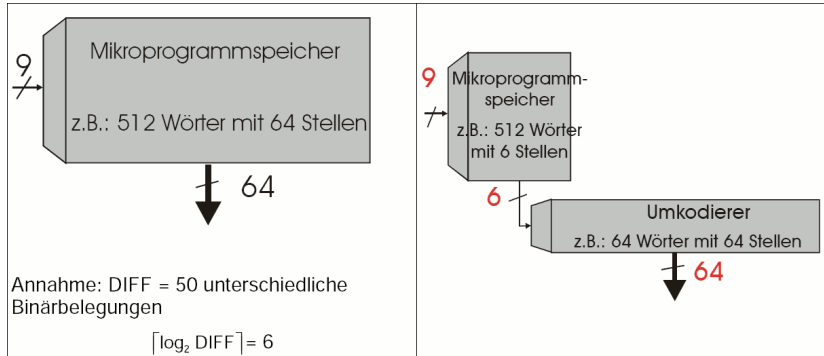 Mikroprogrammspeicher
9
z.B.: 512 Wörter mit 64 Stellen
64
Annahme: DIFF = 50 unterschiedliche
Binärbelegungen
⌈log₂ DIFF⌉ = 6
9
Mikroprogramm-
speicher
z.B.: 512 Wörter
mit 6 Stellen
6
Umkodierer
z.B.: 64 Wörter mit 64 Stellen
64